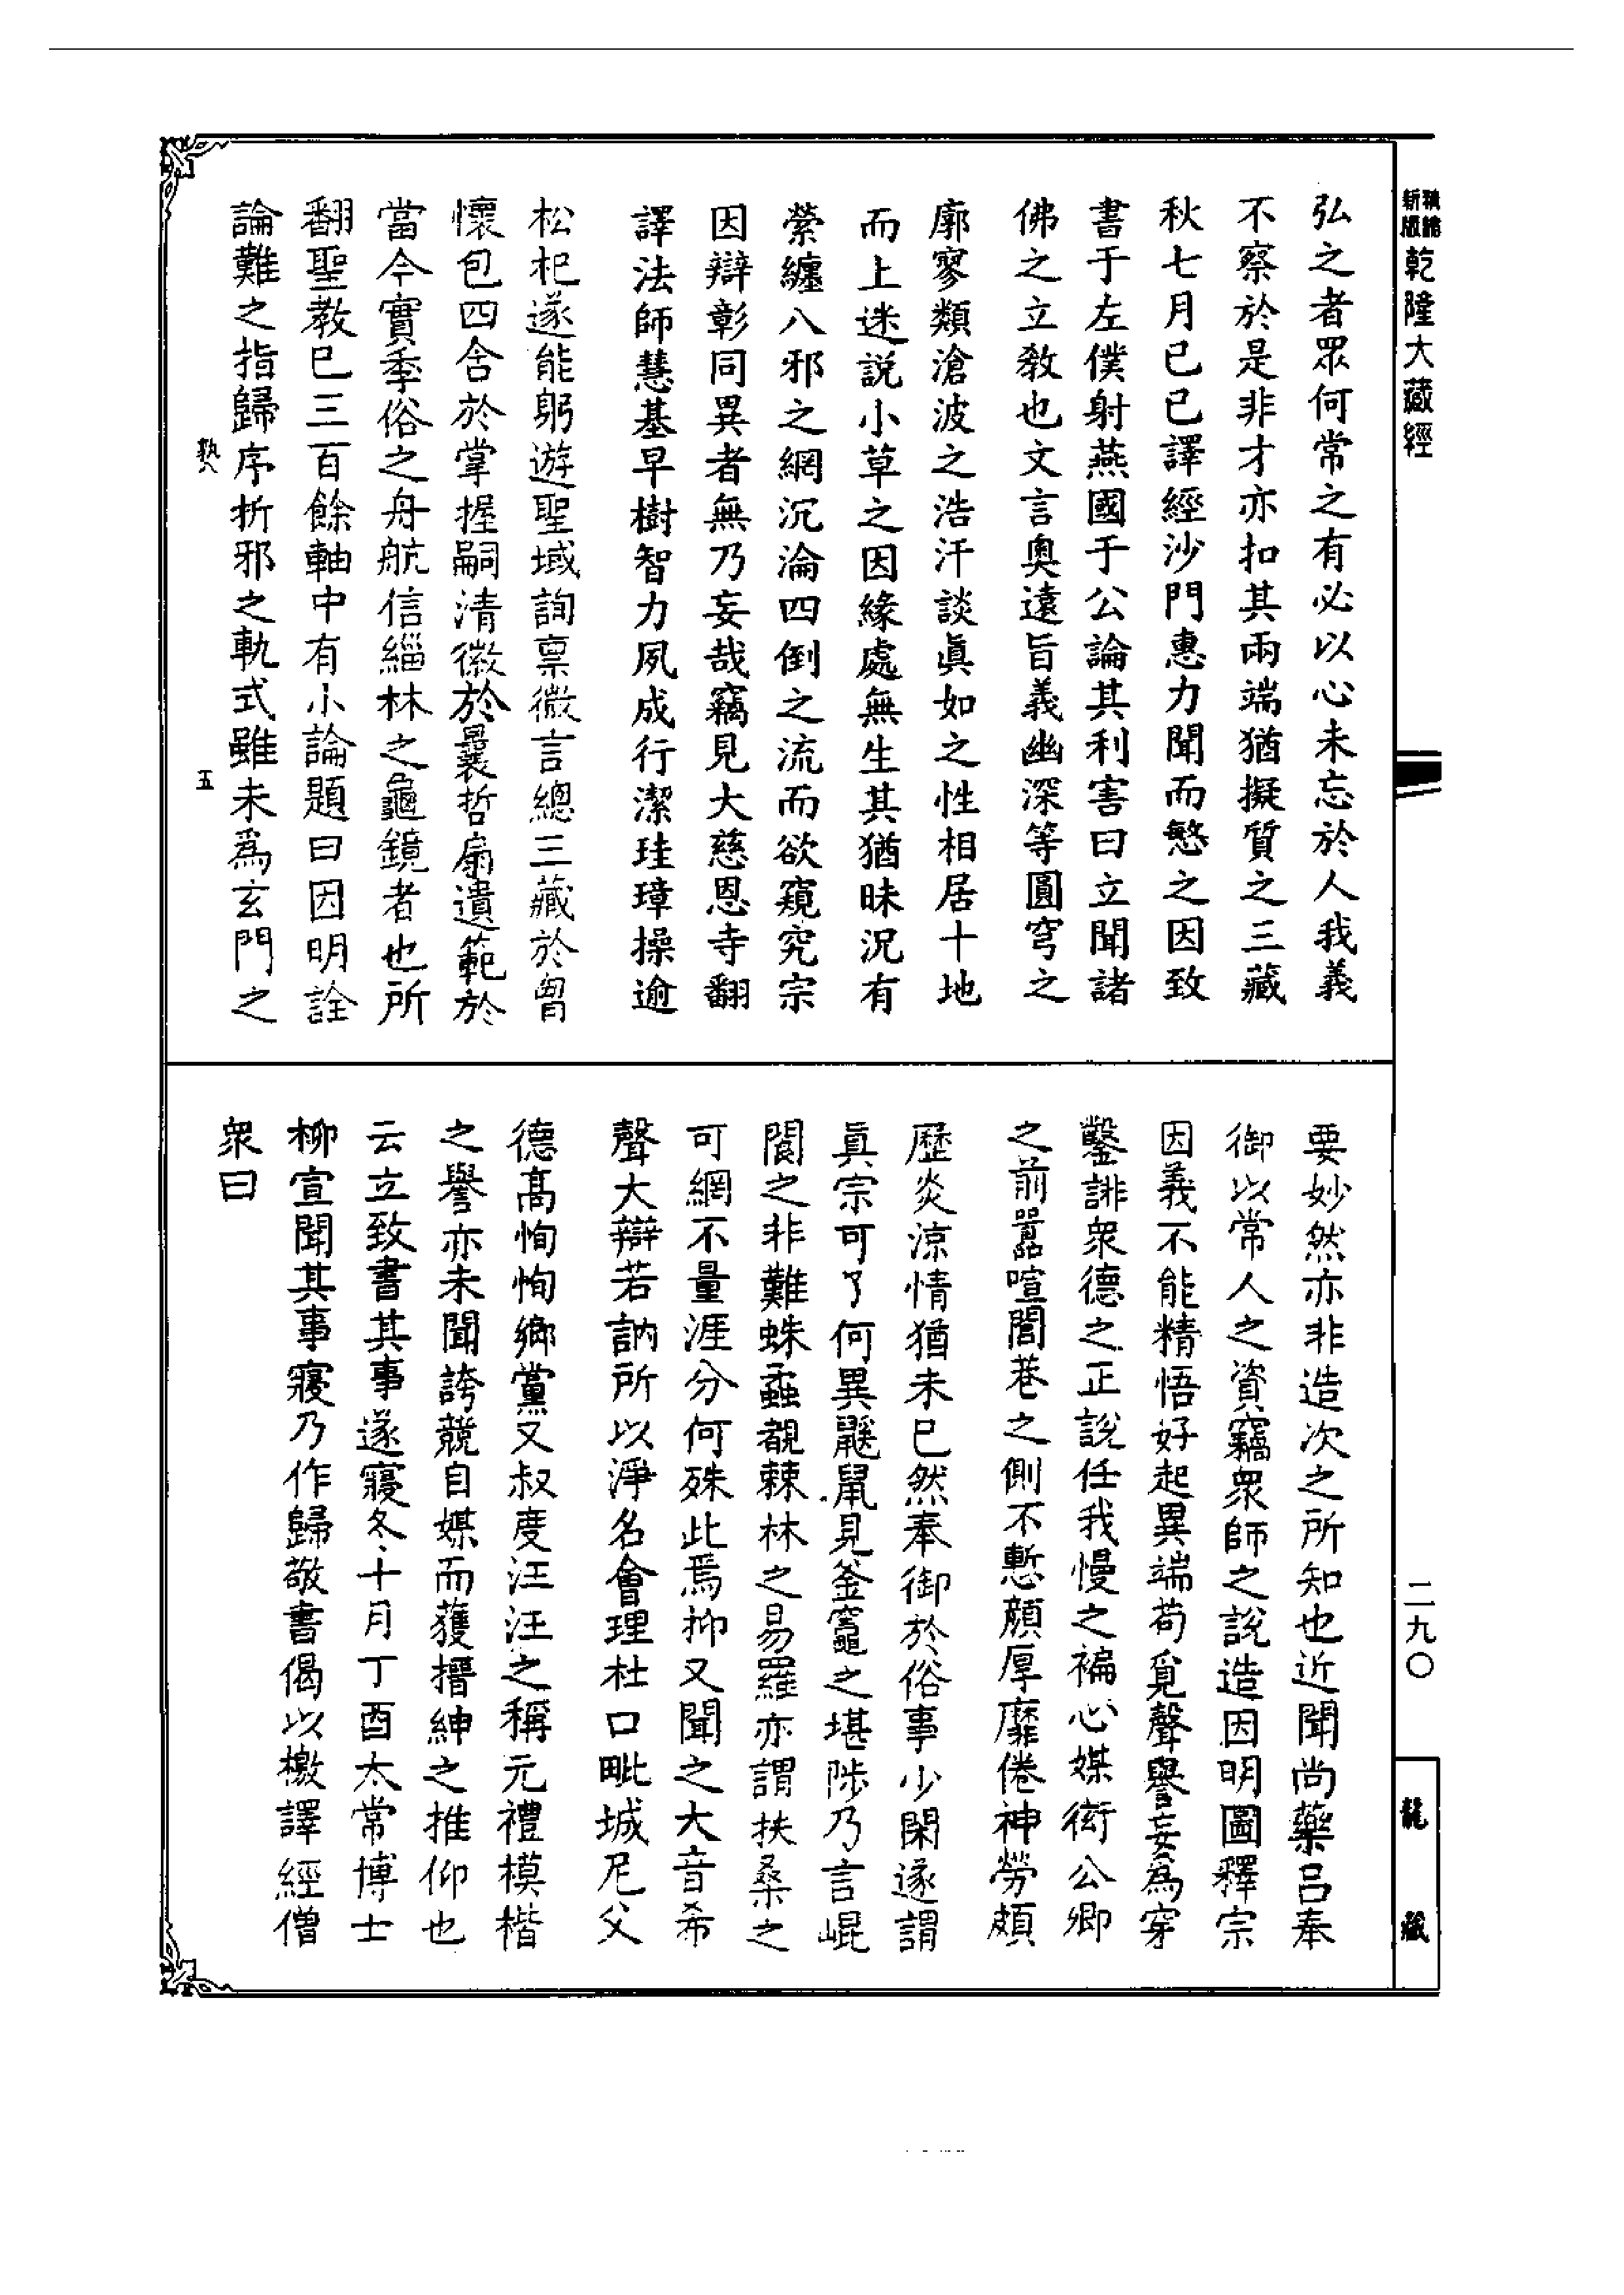 乾隆大藏經
弘之者眾何常之有必以心未忘於人我義
不察於是非才亦扣其兩端猶擬質之三藏
秋七月己巳譯經沙門惠力聞而愍之因致
書于左僕射燕國于公論其利害曰立聞諸
佛之立教也文言奧遠旨義幽深等圓穹之
廓寥類滄波之浩汗談真如之性相居十地
而上迷說小草之因緣處無生其猶昧況有
縈纏八邪之網沉淪四倒之流而欲窺究宗
因辯彰同異者無乃妄哉竊見大慈恩寺翻
譯法師慧基早樹智力夙成行潔珪璋操逾
松杞遂能躬遊聖域詢稟微言總三藏於胷
懷包四含於掌握嗣清徽於曩哲扇遺範於
當今實季俗之舟航信緇林之龜鏡者也所
翻聖教已三百餘軸中有小論題曰因明詮
論難之指歸序折邪之軌式雖未為玄門之
五
要妙然亦非造次之所知也近聞尚藥呂奉
御以常人之資竊眾師之說造因明圖釋宗
因義不能精悟好起異端苟覓聲譽妄為穿
鑿誹眾德之正說任我慢之褊心媒衒公卿
之前囂喧閭巷之側不慙顏厚靡倦神勞頗
歷炎涼情猶未已然奉御於俗事少閑遂謂
真宗可了何異鼷鼠見釜竈之堪陟乃言崐
閬之非難蛛蝥覩棘林之易羅亦謂扶桑之
可網不量涯分何殊此焉抑又聞之大音希
聲大辯若訥所以淨名會理杜口毗城尼父
德高恂恂鄉黨又叔度汪汪之稱元禮模楷
之譽亦未聞誇競自媒而獲搢紳之推仰也
云立致書其事遂寢冬十月丁酉太常博士
柳宣聞其事寢乃作歸敬書偈以檄譯經僧
眾曰
二九〇
龍藏